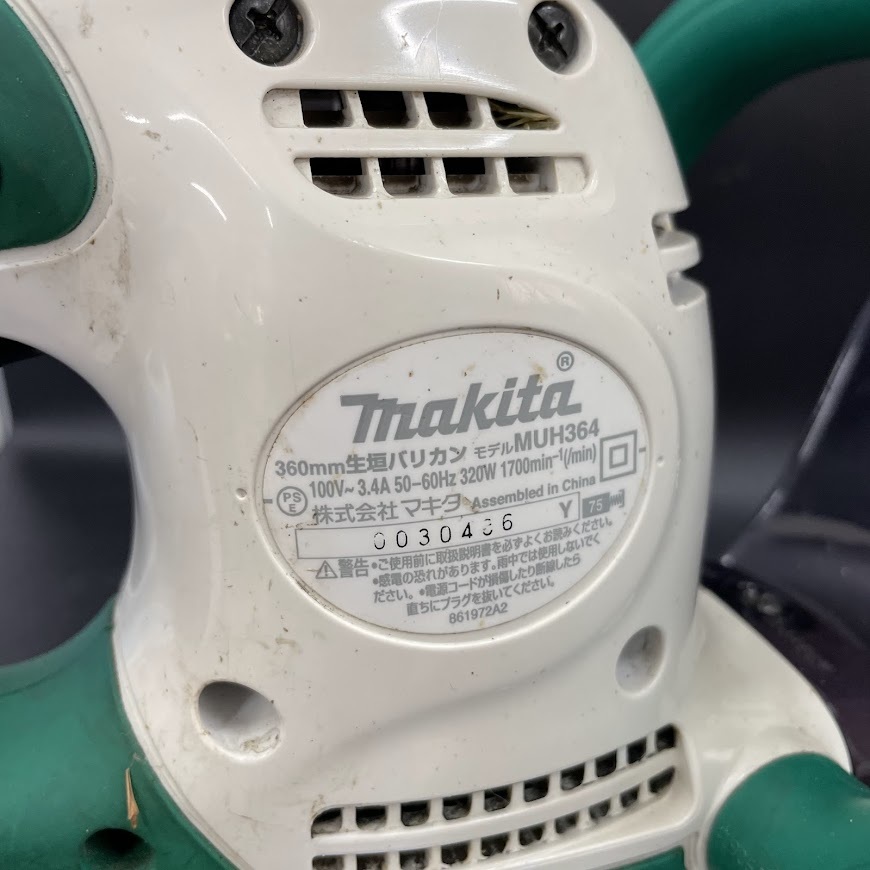 makita®
360mm生垣バリカン モデルMUH364
100V~ 3.4A 50-60Hz 320W 1700min⁻¹(/min)
PS E 株式会社マキタ Assembled in China
0030436 Y 75
⚠警告 •ご使用前に取扱説明書を必ずよくお読みください。
•感電の恐れがあります。雨中では使用しないでく
ださい。•電源コードが損傷したり断線したら
直ちにプラグを抜いてください。
861972A2